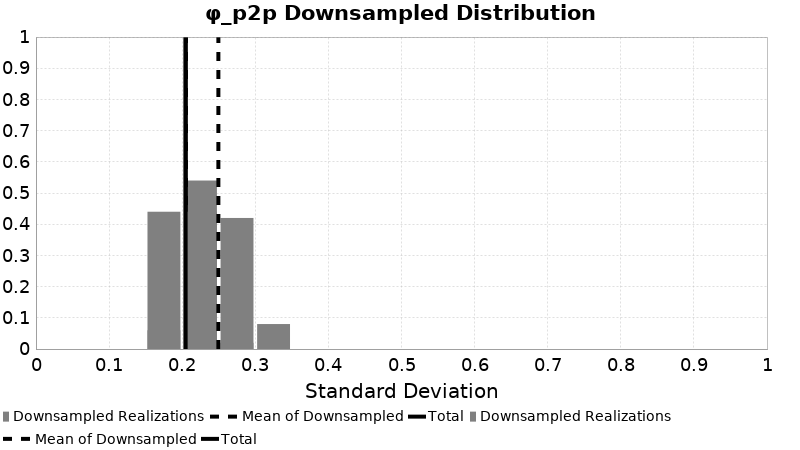 φ_p2p Downsampled Distribution
1
0.9
0.8
0.7
0.6
0.5
0.4
0.3
0.2
0.1
0
0 0.1 0.2 0.3 0.4 0.5 0.6 0.7 0.8 0.9 1
Standard Deviation
Downsampled Realizations Mean of Downsampled Total Downsampled Realizations
Mean of Downsampled Total